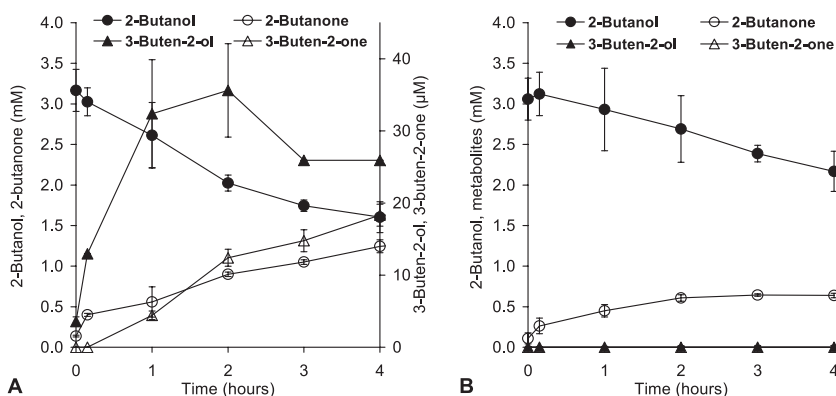 2-Butanol 2-Butanone
3-Buten-2-ol 3-Buten-2-one
2-Butanol, 2-butanone (mM)
4.0
3.5
3.0
2.5
2.0
1.5
1.0
0.5
0.0
40
30
20
10
0
3-Buten-2-ol, 3-buten-2-one (µM)
0 1 2 3 4
Time (hours)
A
2-Butanol 2-Butanone
3-Buten-2-ol 3-Buten-2-one
2-Butanol, metabolites (mM)
4.0
3.5
3.0
2.5
2.0
1.5
1.0
0.5
0.0
0 1 2 3 4
Time (hours)
B